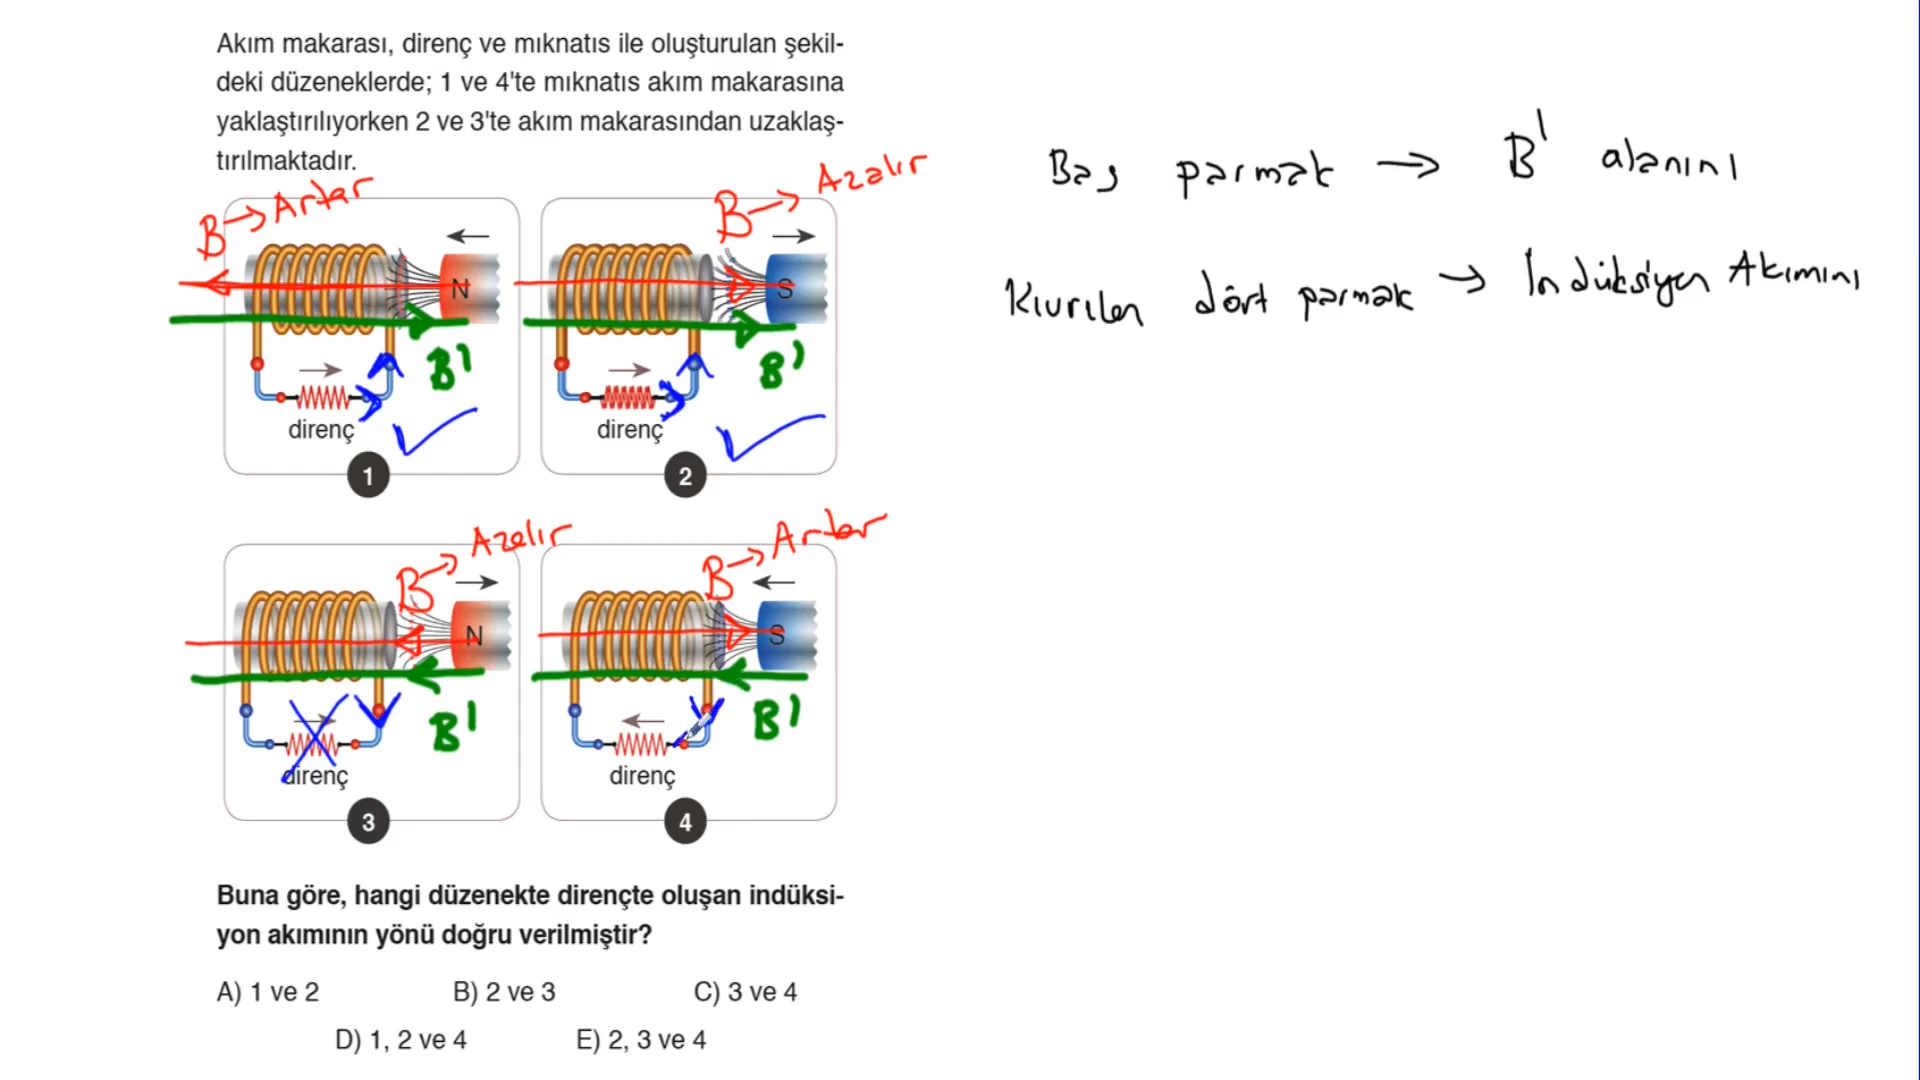 Akım makarası, direnç ve mıknatıs ile oluşturulan şekil-
deki düzeneklerde; 1 ve 4'te mıknatıs akım makarasına
yaklaştırılıyorken 2 ve 3'te akım makarasından uzaklaş-
tırılmaktadır.
B → Artar
B → Azalır
N
S
B'
B'
direnç
direnç
1
2
B → Azalır
B → Artar
N
S
B'
B'
direnç
direnç
3
4
Buna göre, hangi düzenekte dirençte oluşan indüksi-
yon akımının yönü doğru verilmiştir?
A) 1 ve 2 B) 2 ve 3 C) 3 ve 4
D) 1, 2 ve 4 E) 2, 3 ve 4
Baş parmak → B' alanını
Kıvrılan dört parmak → İndüksiyon Akımını